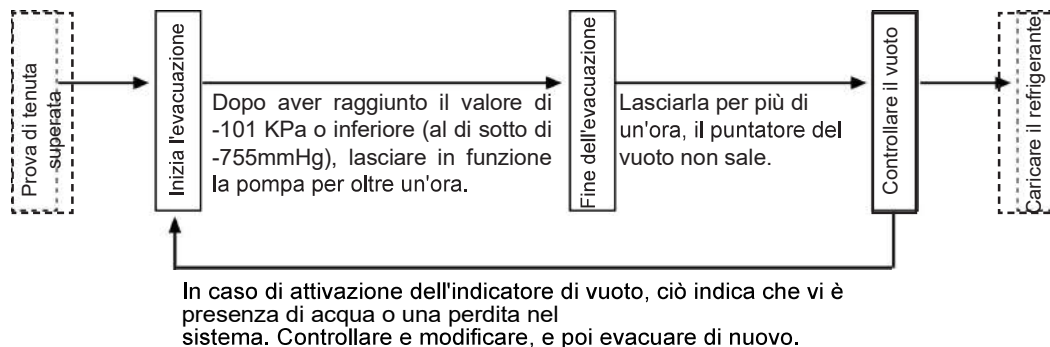 Prova di tenuta
superata
Inizia l'evacuazione
Dopo aver raggiunto il valore di
-101 KPa o inferiore (al di sotto di
-755mmHg), lasciare in funzione
la pompa per oltre un'ora.
Fine dell'evacuazione
Lasciarla per più di
un'ora, il puntatore del
vuoto non sale.
Controllare il vuoto
Caricare il refrigerante
In caso di attivazione dell'indicatore di vuoto, ciò indica che vi è
presenza di acqua o una perdita nel
sistema. Controllare e modificare, e poi evacuare di nuovo.